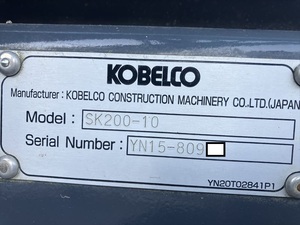 KOBELCO
Manufacturer: KOBELCO CONSTRUCTION MACHINERY CO.,LTD.(JAPAN
Model: SK200-10
Serial Number: YN15-809
YN20T02841P1